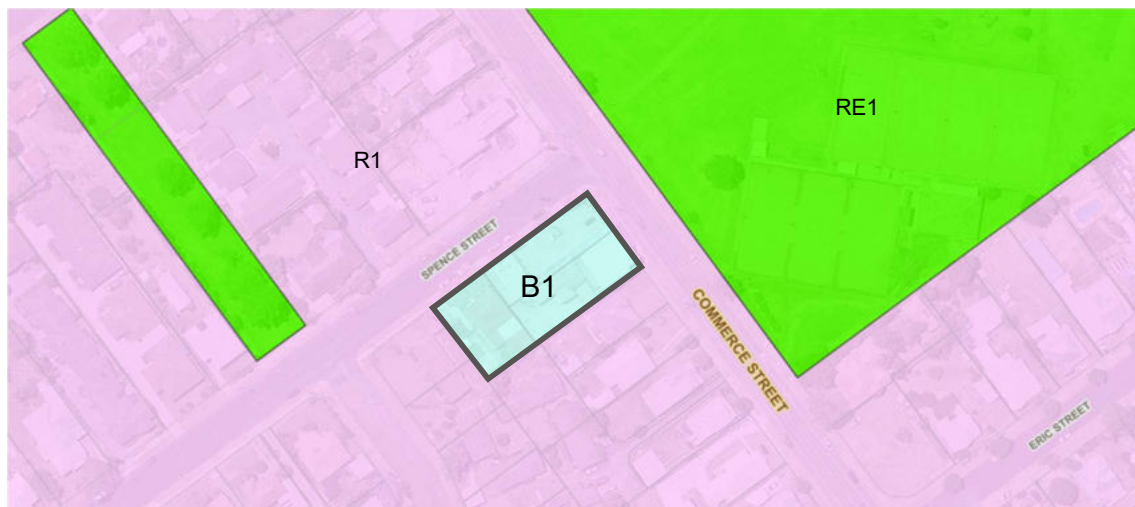 RE1
R1
SPENCE STREET
B1
COMMERCE STREET
ERIC STREET